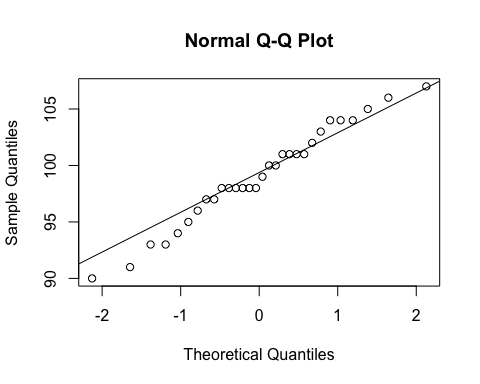 Normal Q-Q Plot
Sample Quantiles
105
100
95
90
-2 -1 0 1 2
Theoretical Quantiles